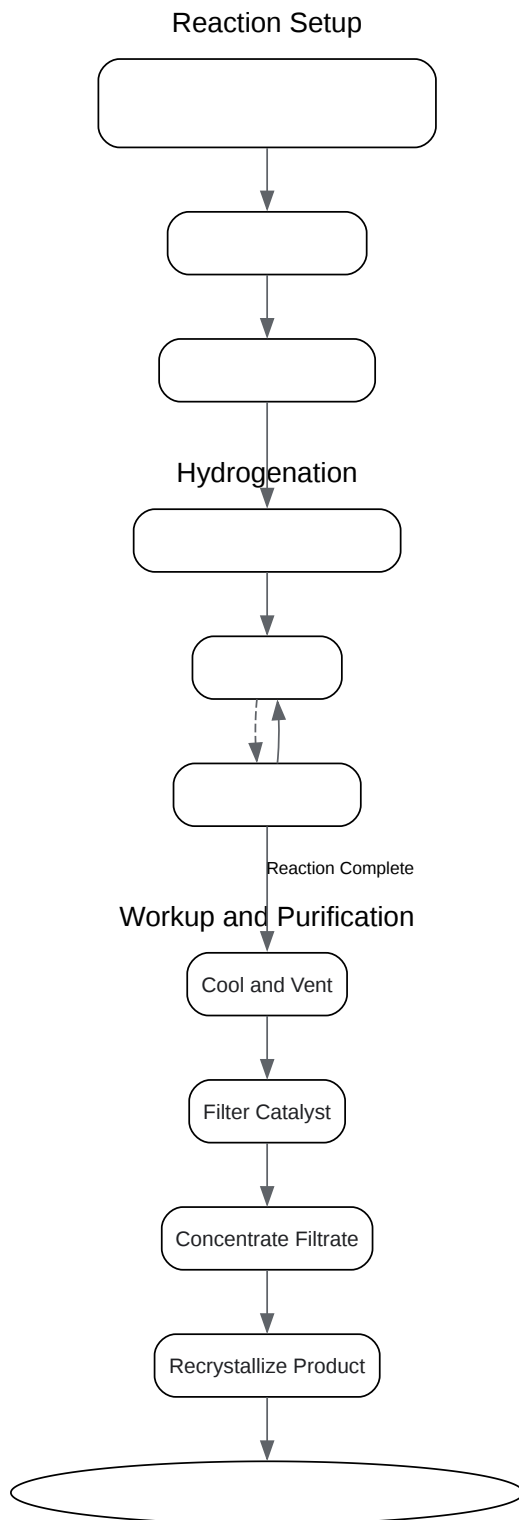 Reaction Setup
Hydrogenation
Reaction Complete
Workup and Purification
Cool and Vent
Filter Catalyst
Concentrate Filtrate
Recrystallize Product